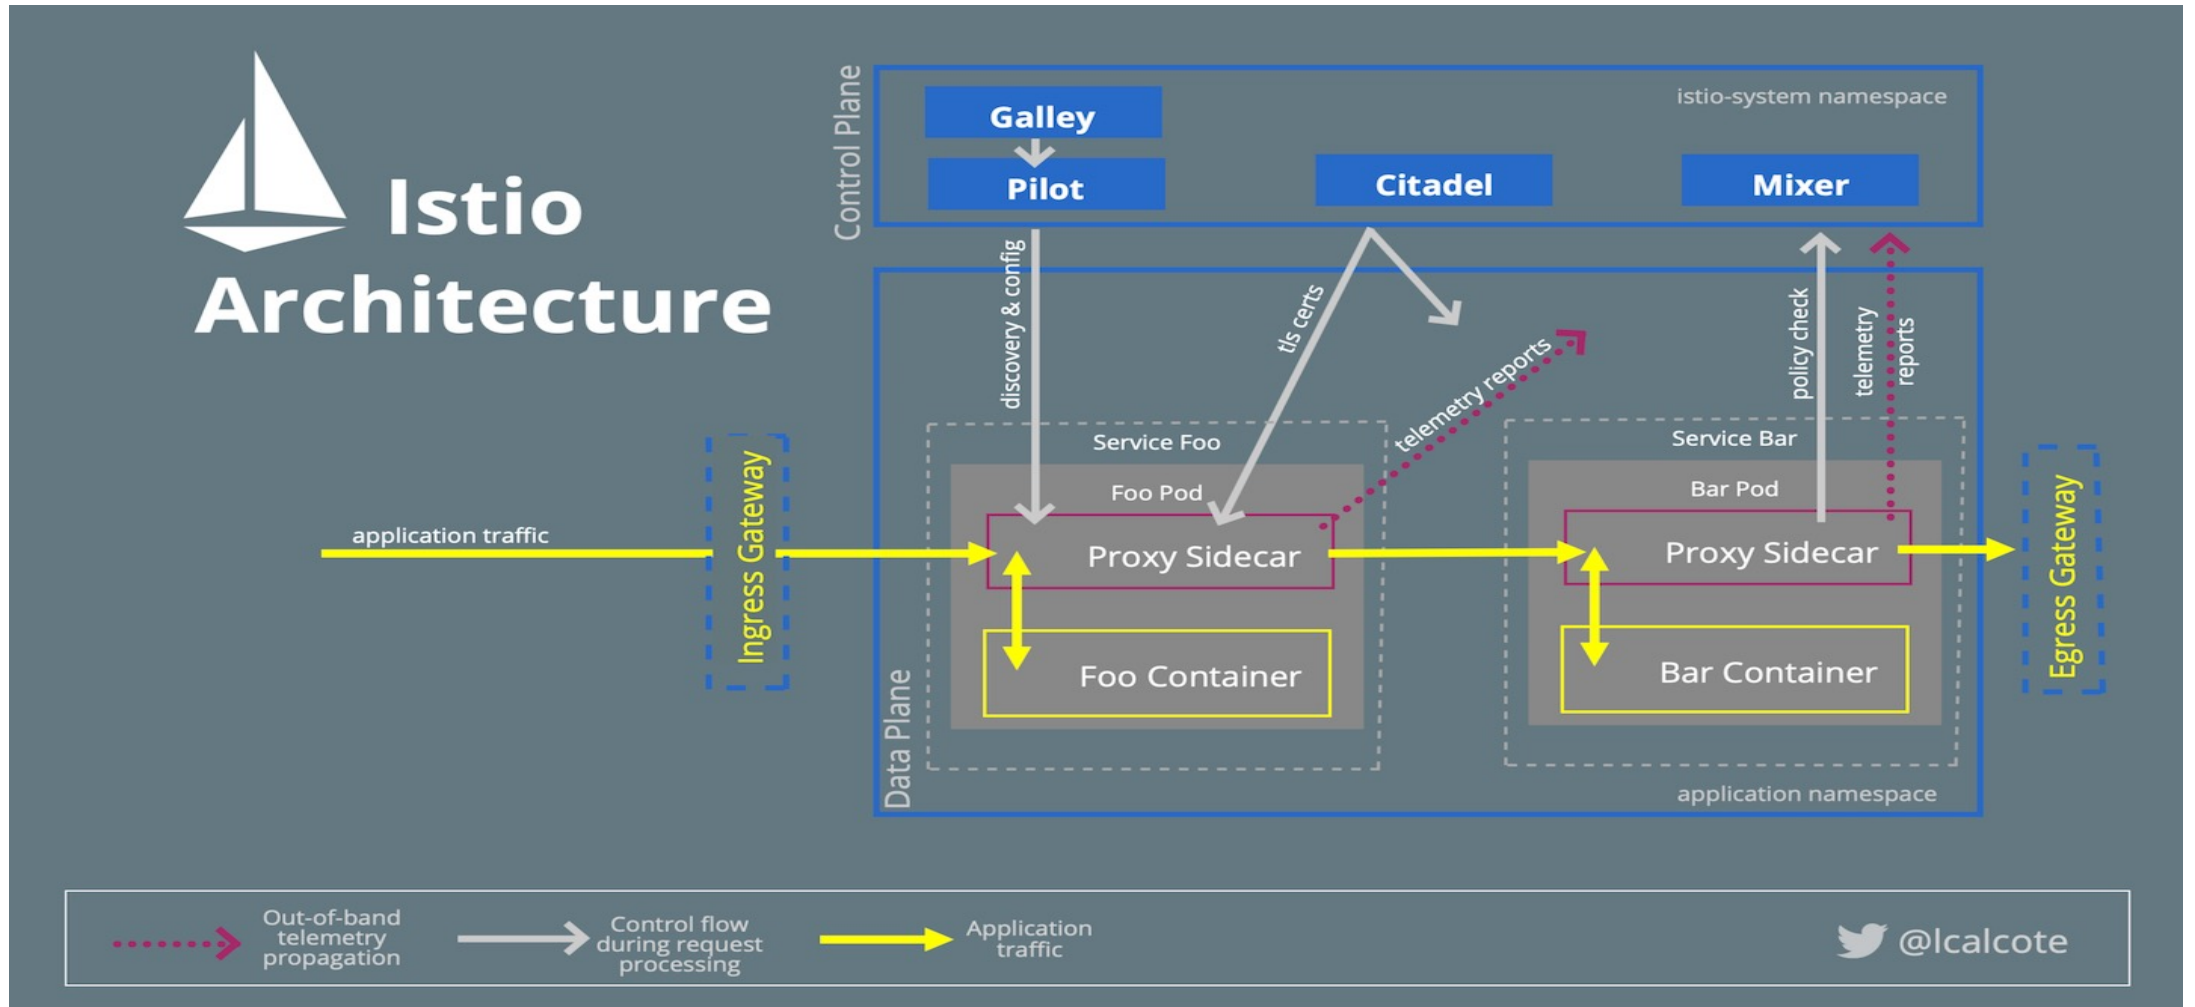 Istio
Architecture
Control Plane
istio-system namespace
Galley
Pilot
Citadel
Mixer
discovery & config
tls certs
telemetry reports
policy check
telemetry
reports
application traffic
Ingress Gateway
Service Foo
Foo Pod
Proxy Sidecar
Foo Container
Service Bar
Bar Pod
Proxy Sidecar
Bar Container
Egress Gateway
Data Plane
application namespace
Out-of-band
telemetry
propagation
Control flow
during request
processing
Application
traffic
@lcalcote